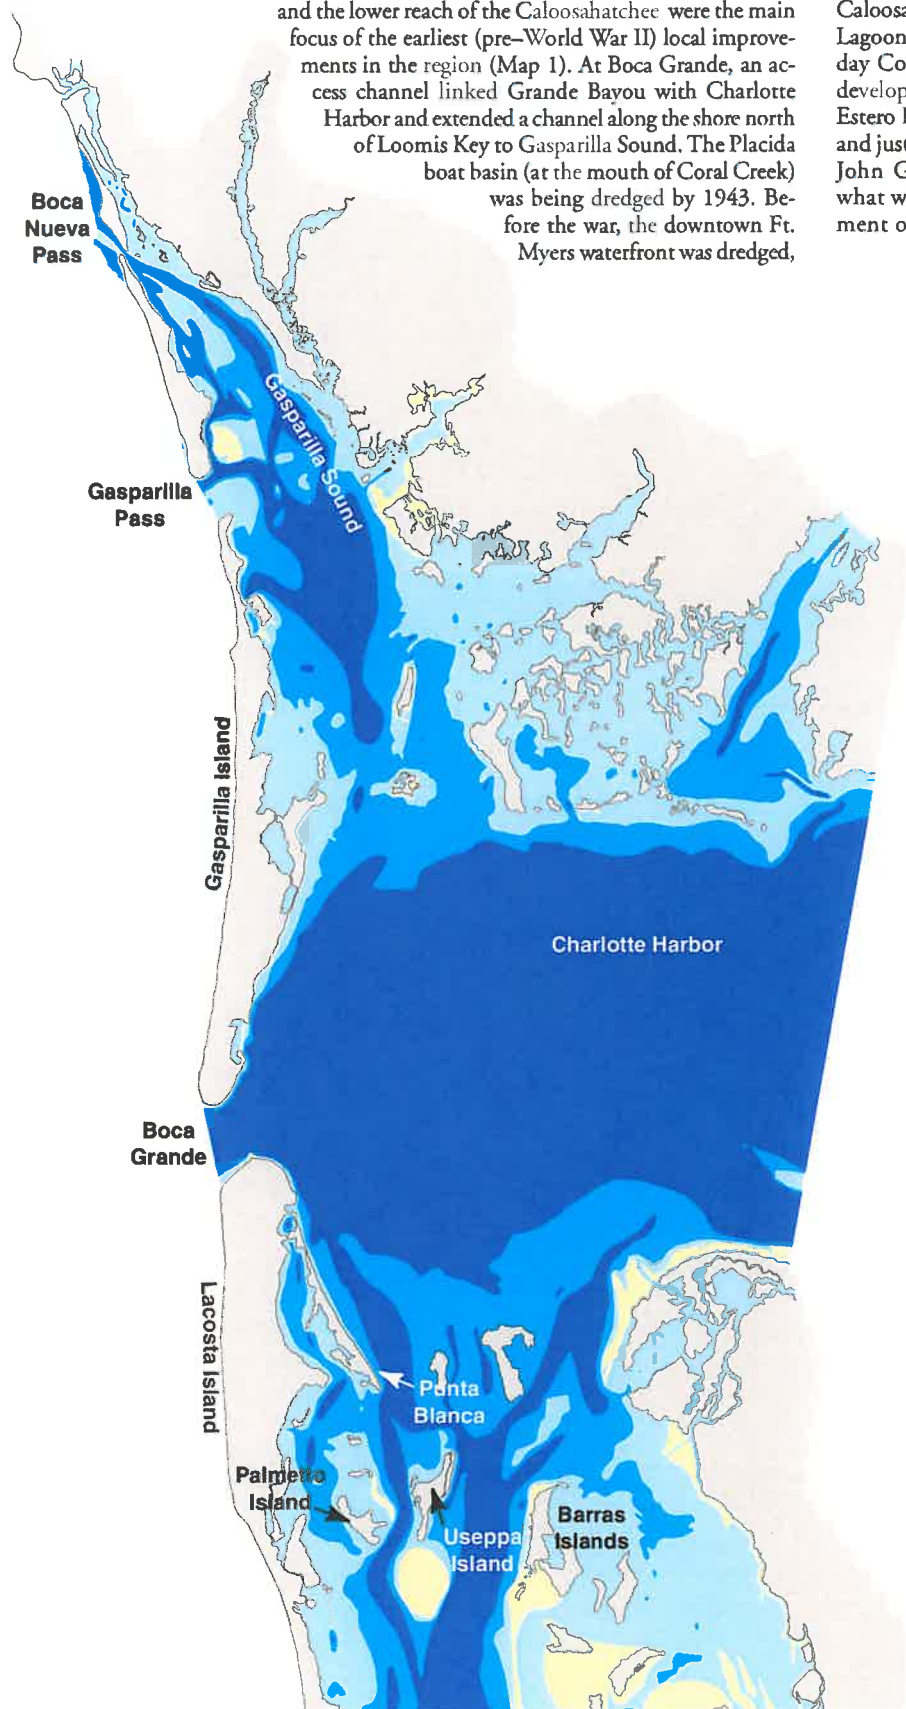 and the lower reach of the Caloosahatchee were the main
focus of the earliest (pre–World War II) local improve-
ments in the region (Map 1). At Boca Grande, an ac-
cess channel linked Grande Bayou with Charlotte
Harbor and extended a channel along the shore north
of Loomis Key to Gasparilla Sound. The Placida
boat basin (at the mouth of Coral Creek)
was being dredged by 1943. Be-
fore the war, the downtown Ft.
Myers waterfront was dredged,
Lagoon
day Co
develop
Estero
and just
John G
what w
ment o
Boca
Nueva
Pass
Gasparilla Sound
Gasparilla
Pass
Gasparilla Island
Charlotte Harbor
Boca
Grande
Lacosta Island
Punta
Blanca
Palmetto
Island
Useppa
Island
Barras
Islands